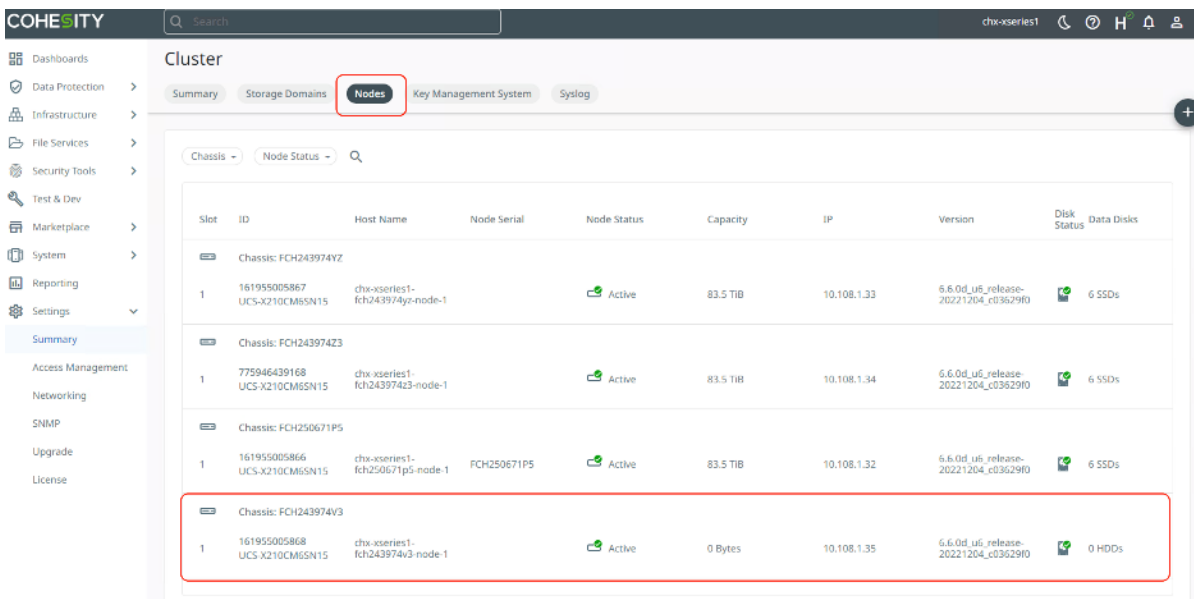 COHESITY
Search
chx-xseries1
H
Dashboards
Data Protection
Infrastructure
File Services
Security Tools
Test & Dev
Marketplace
System
Reporting
Settings
Summary
Access Management
Networking
SNMP
Upgrade
License
Cluster
Summary Storage Domains Nodes Key Management System Syslog
+
Chassis Node Status
Slot ID Host Name Node Serial Node Status Capacity IP Version Disk Status Data Disks
Chassis: FCH243974YZ
1 161955005867 UCS-X210CM6SN15 chx-xseries1-fch243974yz-node-1 Active 83.5 TiB 10.108.1.33 6.6.0d_u6_release-20221204_c03629f0 6 SSDs
Chassis: FCH243974Z3
1 775946439168 UCS-X210CM6SN15 chx-xseries1-fch243974z3-node-1 Active 83.5 TiB 10.108.1.34 6.6.0d_u6_release-20221204_c03629f0 6 SSDs
Chassis: FCH250671P5
1 161955005866 UCS-X210CM6SN15 chx-xseries1-fch250671p5-node-1 FCH250671P5 Active 83.5 TiB 10.108.1.32 6.6.0d_u6_release-20221204_c03629f0 6 SSDs
Chassis: FCH243974V3
1 161955005868 UCS-X210CM6SN15 chx-xseries1-fch243974v3-node-1 Active 0 Bytes 10.108.1.35 6.6.0d_u6_release-20221204_c03629f0 0 HDDs